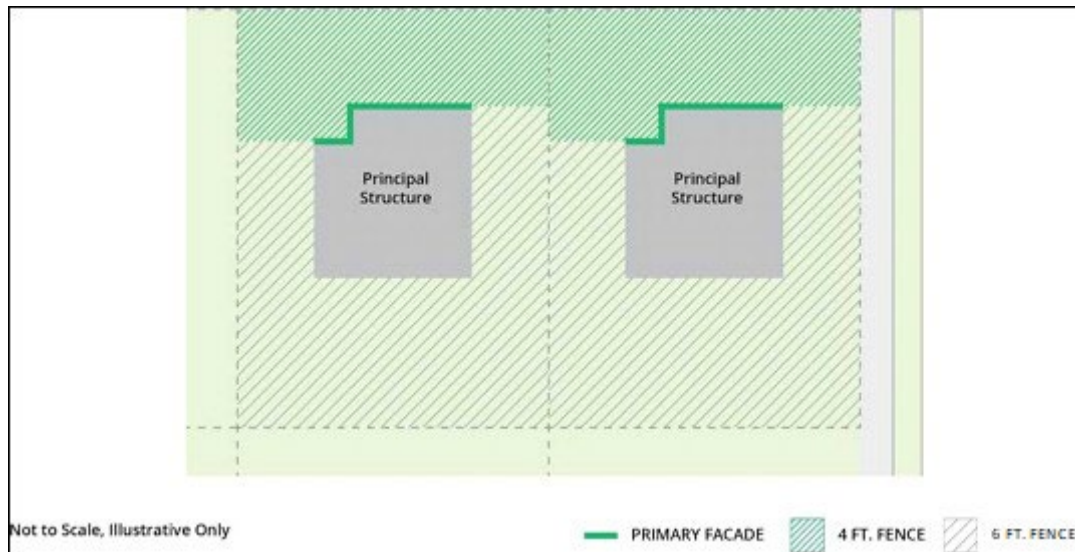 Principal
Structure
Principal
Structure
Not to Scale, Illustrative Only
PRIMARY FACADE
4 FT. FENCE
6 FT. FENCE